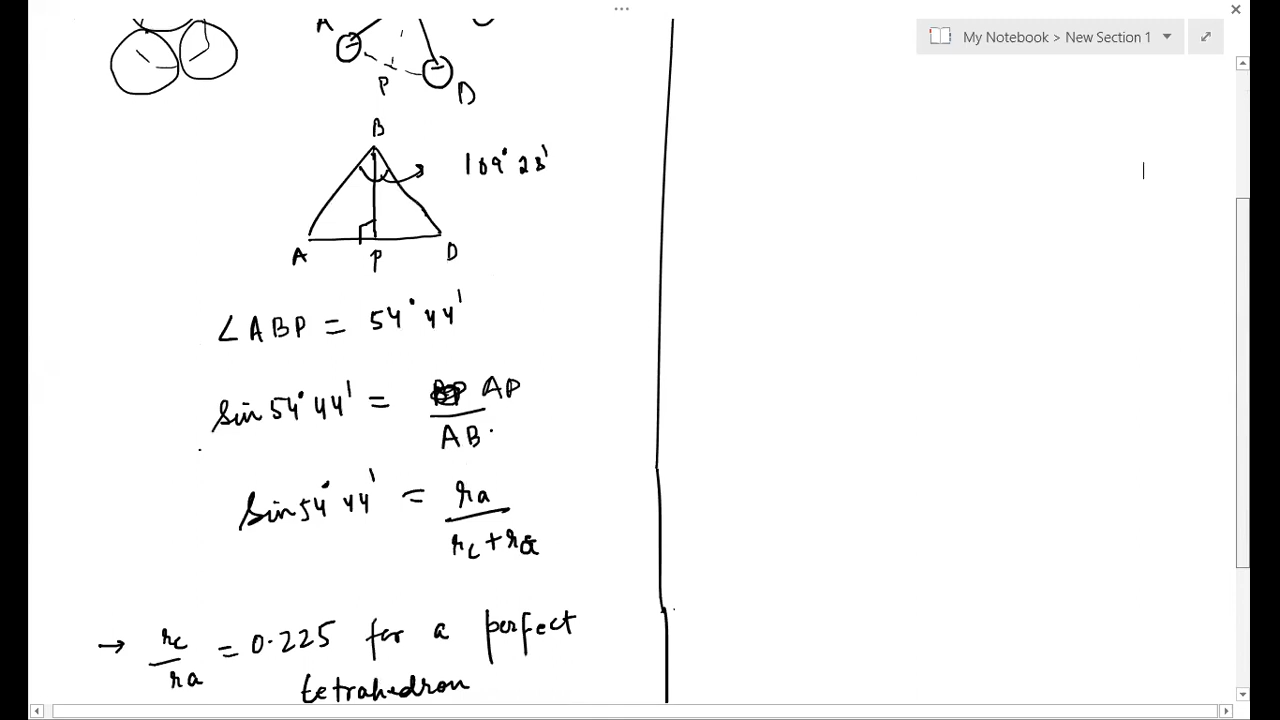 My Notebook > New Section 1
A
P
D
B
109° 28'
A
P
D
∠ABP = 54° 44'
sin 54° 44' = AP
AB
sin 54° 44' = ra
rc + ra
→ rc
ra = 0.225 for a perfect
tetrahedron